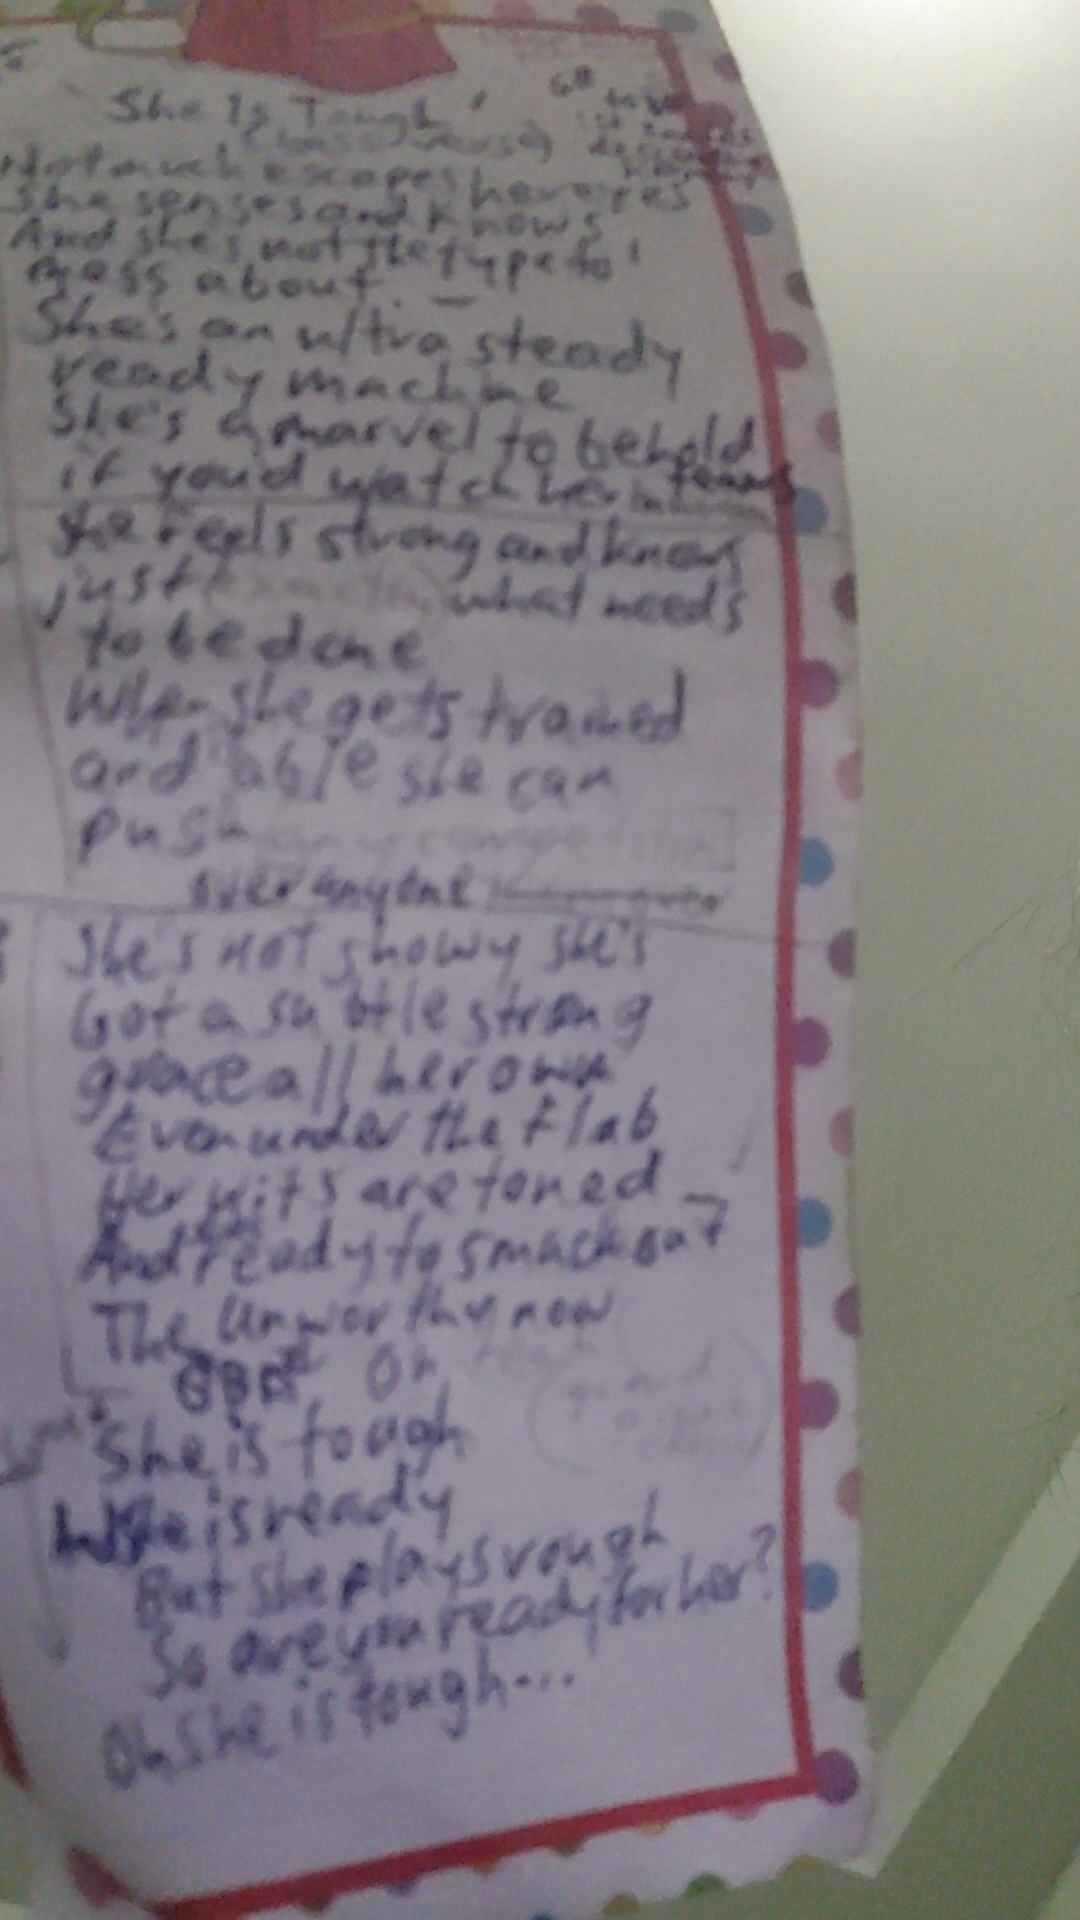 She Is Tough
Not much escapes her eyes
She senses and knows
And she's not the type to
mess about.
She's an ultra steady
ready machine
She's a marvel to behold
if you'd watch her in
She feels strong and knows
just what needs
to be done
When she gets trained
and able she can
push
over anyone
She's not showy she's
Got a subtle strong
grace all her own
Even under the flab
Her wits are toned
And ready to smack out
The Unworthy now
Oh
She is tough
She is ready
But she plays rough
So are you ready for her?
Oh She is tough...